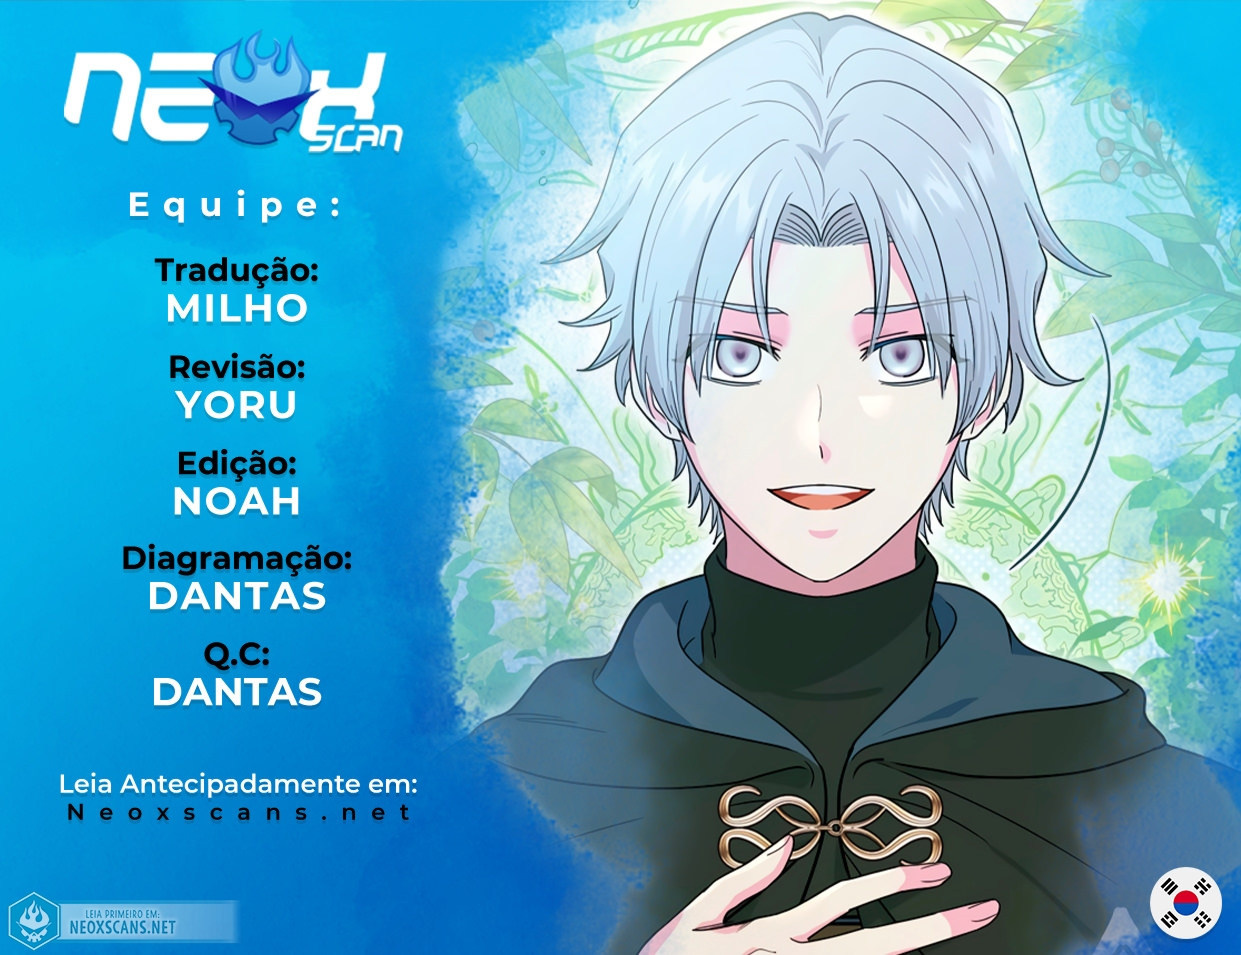 NEOX
SCAN
Equipe:
Tradução:
MILHO
Revisão:
YORU
Edição:
NOAH
Diagramação:
DANTAS
Q.C:
DANTAS
Leia Antecipadamente em:
Neoxscans.net
LEIA PRIMEIRO EM:
NEOXSCANS.NET